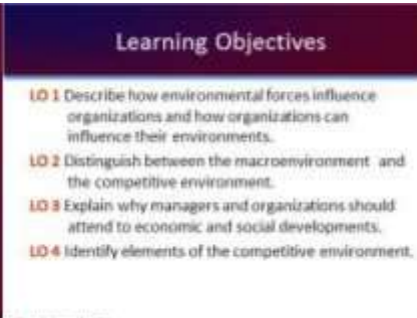 Learning Objectives
LO 1 Describe how environmental forces influence
organizations and how organizations can
influence their environments.
LO 2 Distinguish between the macroenvironment and
the competitive environment.
LO 3 Explain why managers and organizations should
attend to economic and social developments.
LO 4 Identify elements of the competitive environment.